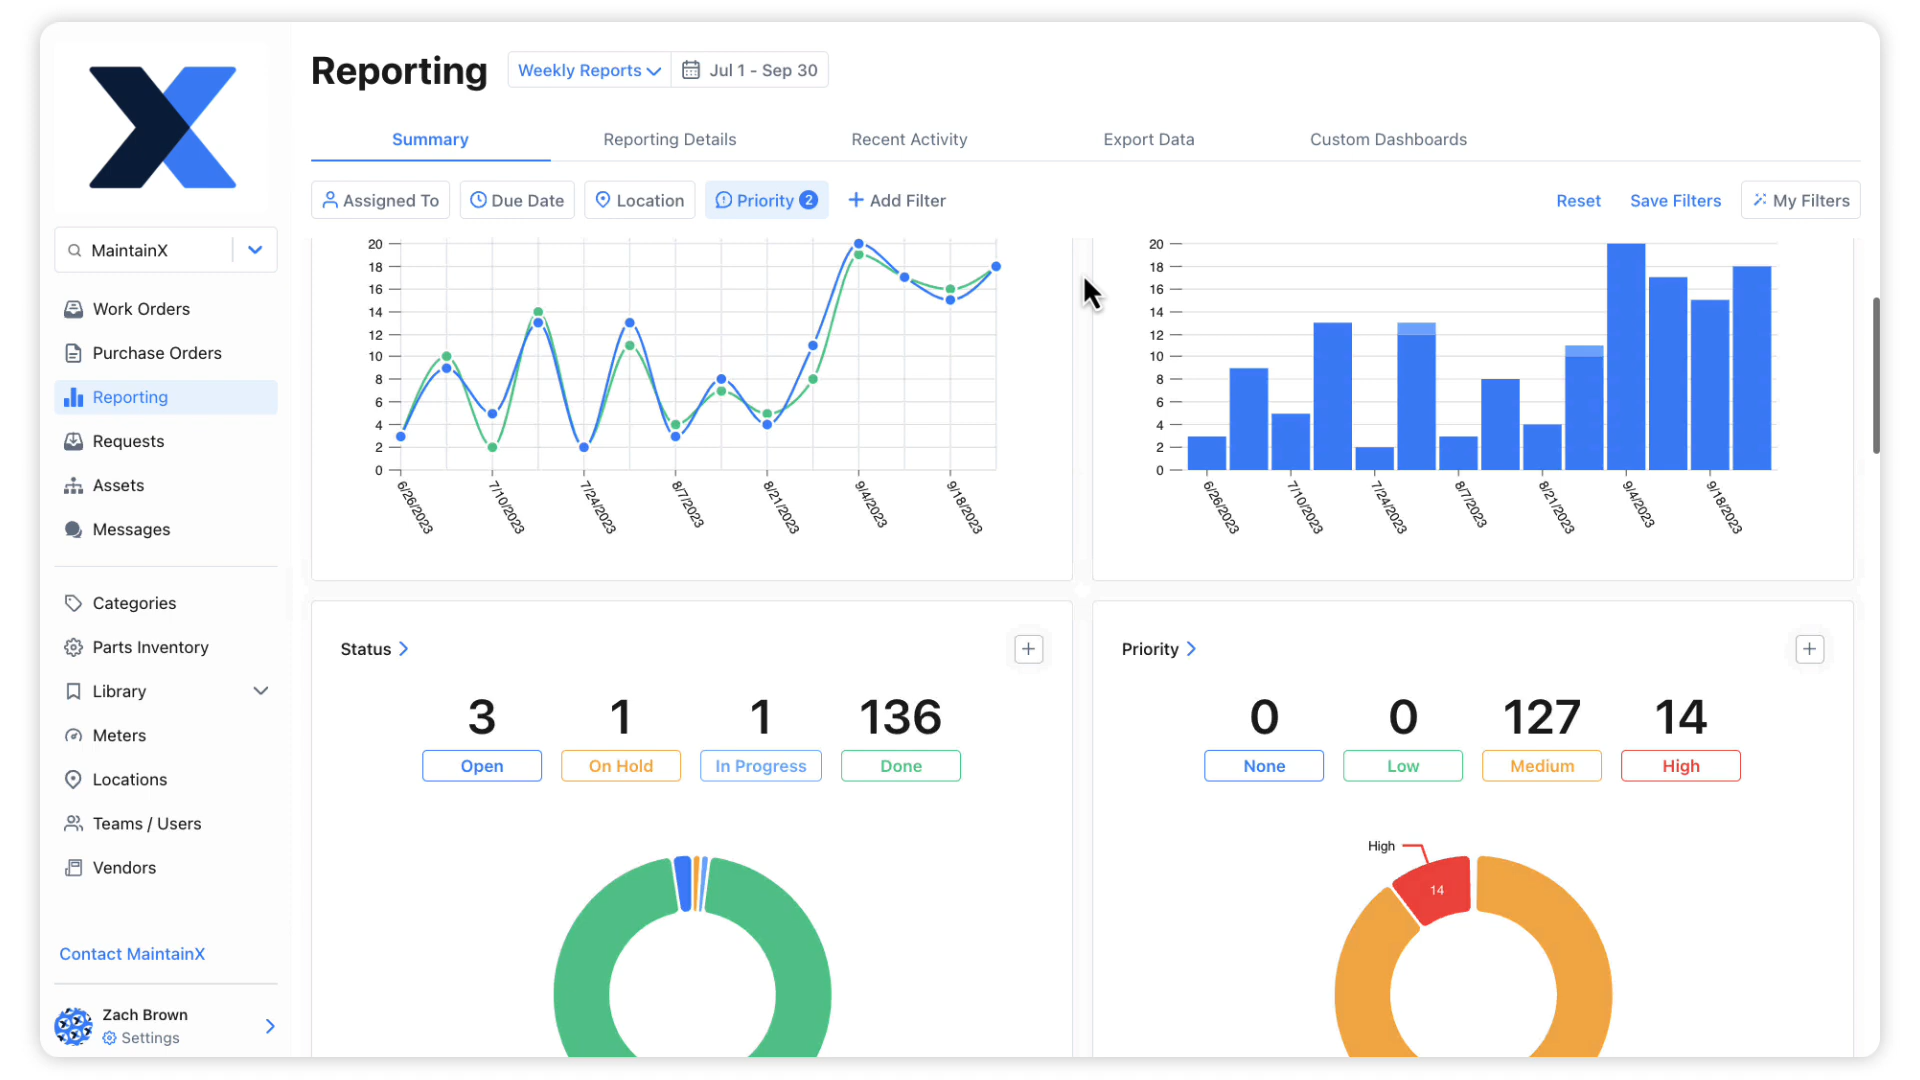 Reporting
Weekly Reports
Jul 1 - Sep 30
Summary
Reporting Details
Recent Activity
Export Data
Custom Dashboards
Assigned To
Due Date
Location
Priority 2
+ Add Filter
Reset
Save Filters
My Filters
MaintainX
Work Orders
Purchase Orders
Reporting
Requests
Assets
Messages
Categories
Parts Inventory
Library
Meters
Locations
Teams / Users
Vendors
Contact MaintainX
Zach Brown
Settings
20
18
16
14
12
10
8
6
4
2
0
6/26/2023
7/10/2023
7/24/2023
8/7/2023
8/21/2023
9/4/2023
9/18/2023
20
18
16
14
12
10
8
6
4
2
0
6/26/2023
7/10/2023
7/24/2023
8/7/2023
8/21/2023
9/4/2023
9/18/2023
Status
3
1
1
136
Open
On Hold
In Progress
Done
Priority
0
0
127
14
None
Low
Medium
High
High
14